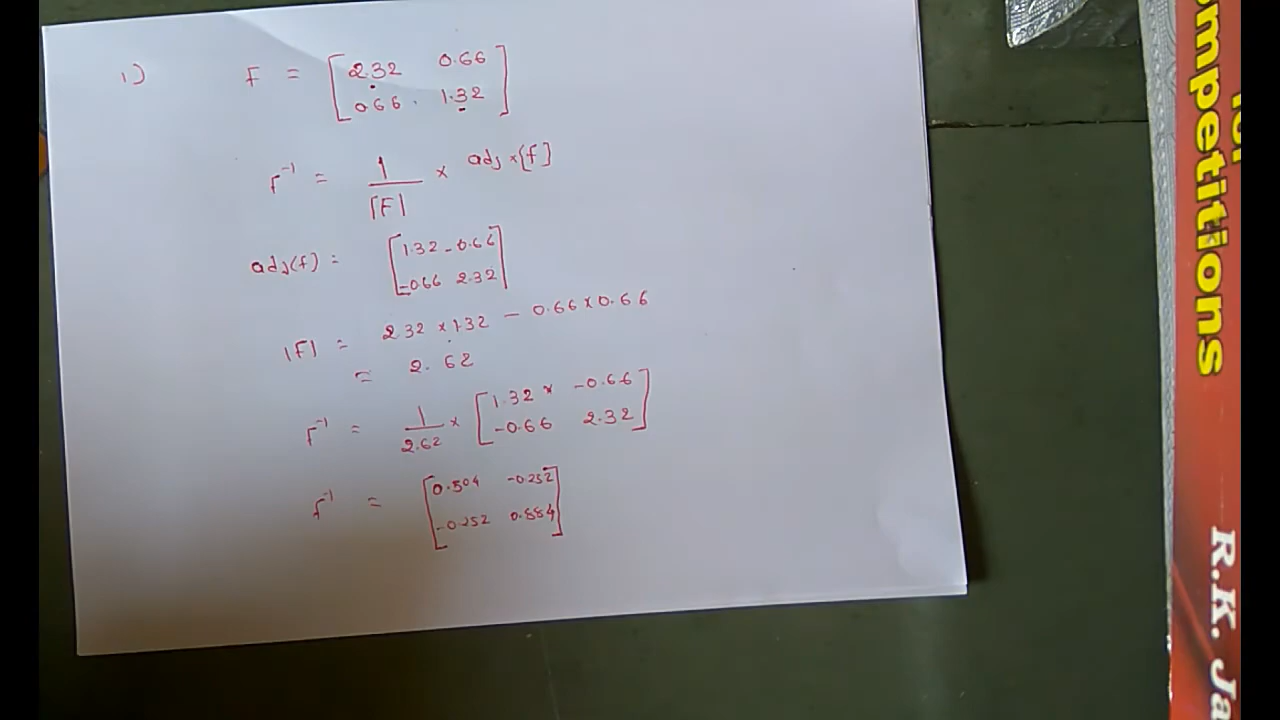 1) F = [ 2.32 0.66
0.66 1.32 ]
F⁻¹ = 1/|F| × adj × [f]
adj(f) = [ 1.32 -0.66
-0.66 2.32 ]
|F| = 2.32 × 1.32 - 0.66 × 0.66
= 2.62
F⁻¹ = 1/2.62 × [ 1.32 × -0.66
-0.66 2.32 ]
F⁻¹ = [ 0.504 -0.252
-0.252 0.884 ]
for
ompetitions
R.K. Ja